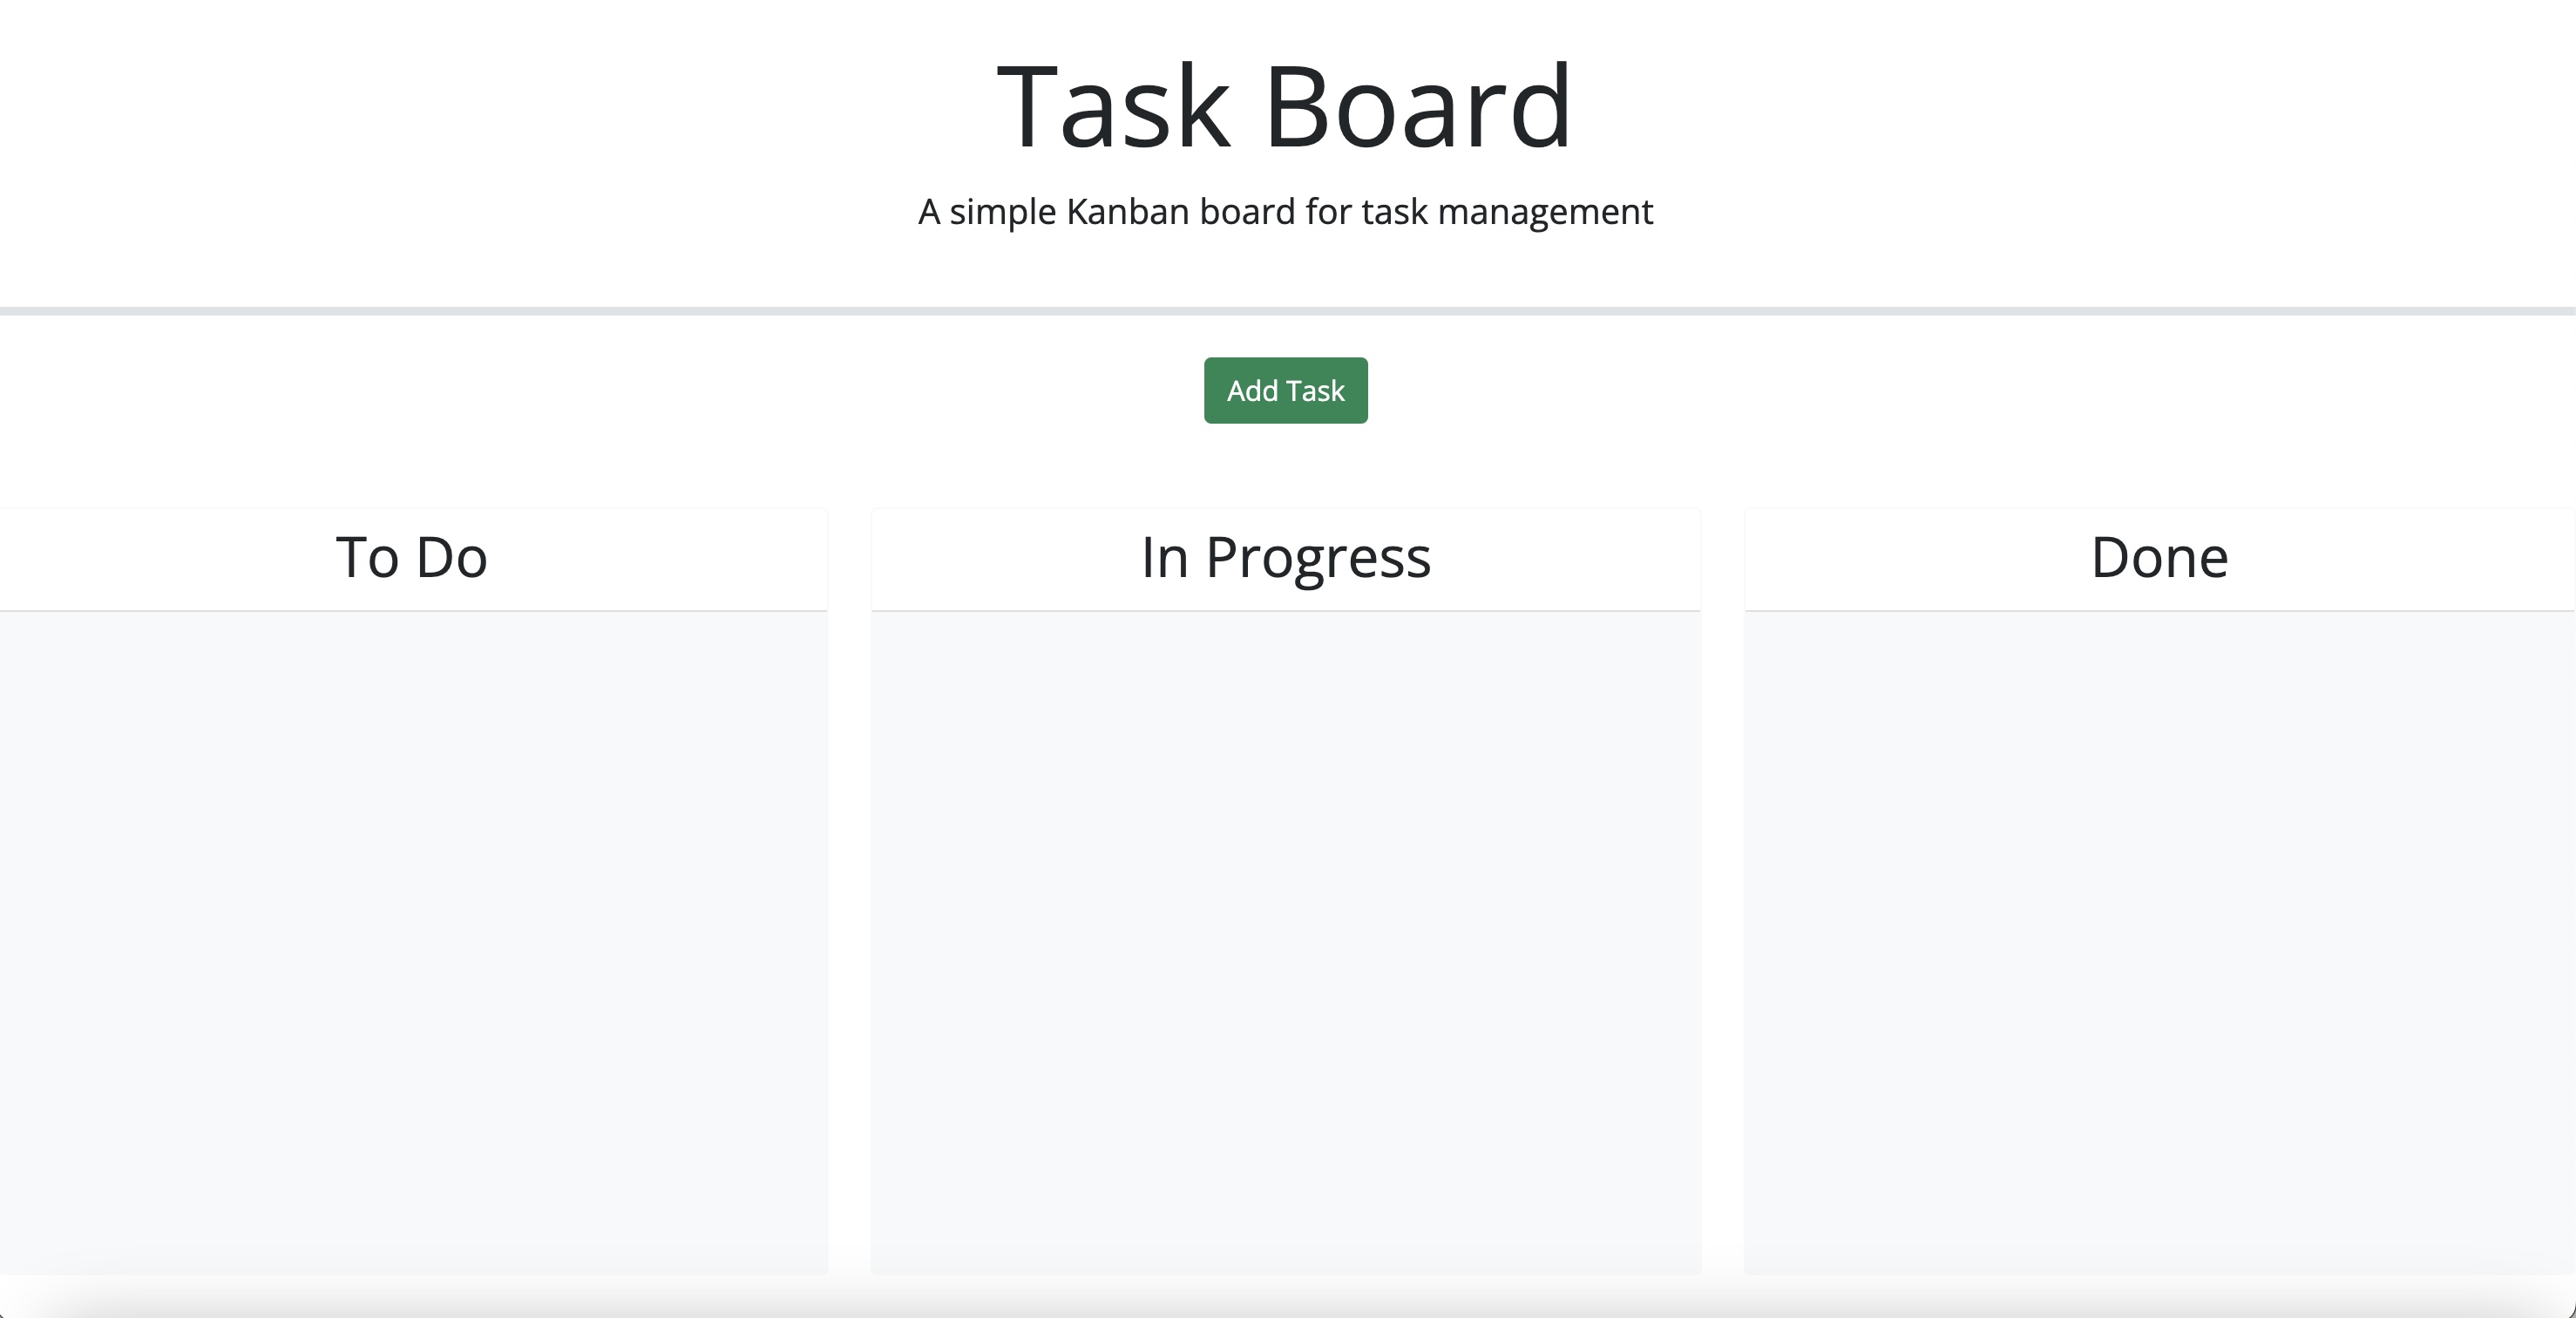 Task Board
A simple Kanban board for task management
Add Task
To Do
In Progress
Done